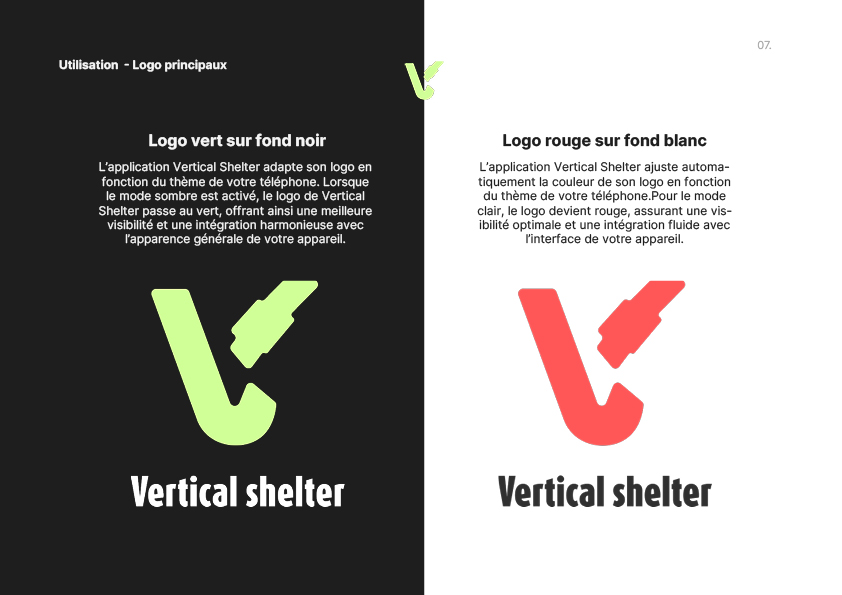 Utilisation - Logo principaux
07.
Logo vert sur fond noir
L'application Vertical Shelter adapte son logo en
fonction du thème de votre téléphone. Lorsque
le mode sombre est activé, le logo de Vertical
Shelter passe au vert, offrant ainsi une meilleure
visibilité et une intégration harmonieuse avec
l'apparence générale de votre appareil.
Vertical shelter
Logo rouge sur fond blanc
L'application Vertical Shelter ajuste automa-
tiquement la couleur de son logo en fonction
du thème de votre téléphone.Pour le mode
clair, le logo devient rouge, assurant une vis-
ibilité optimale et une intégration fluide avec
l'interface de votre appareil.
Vertical shelter